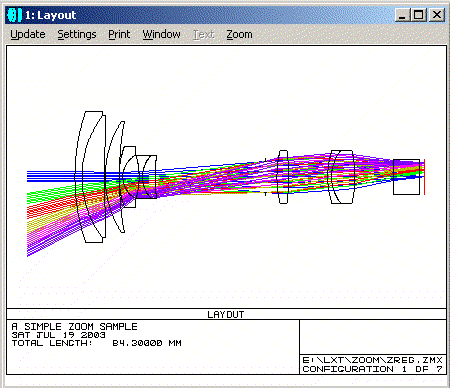 1: Layout
Update Settings Print Window Text Zoom
LAYOUT
A SIMPLE ZOOM SAMPLE
SAT JUL 19 2003
TOTAL LENGTH: 84.30000 MM
E:\LXT\ZOOM\ZREG.ZMX
CONFIGURATION 1 OF 7